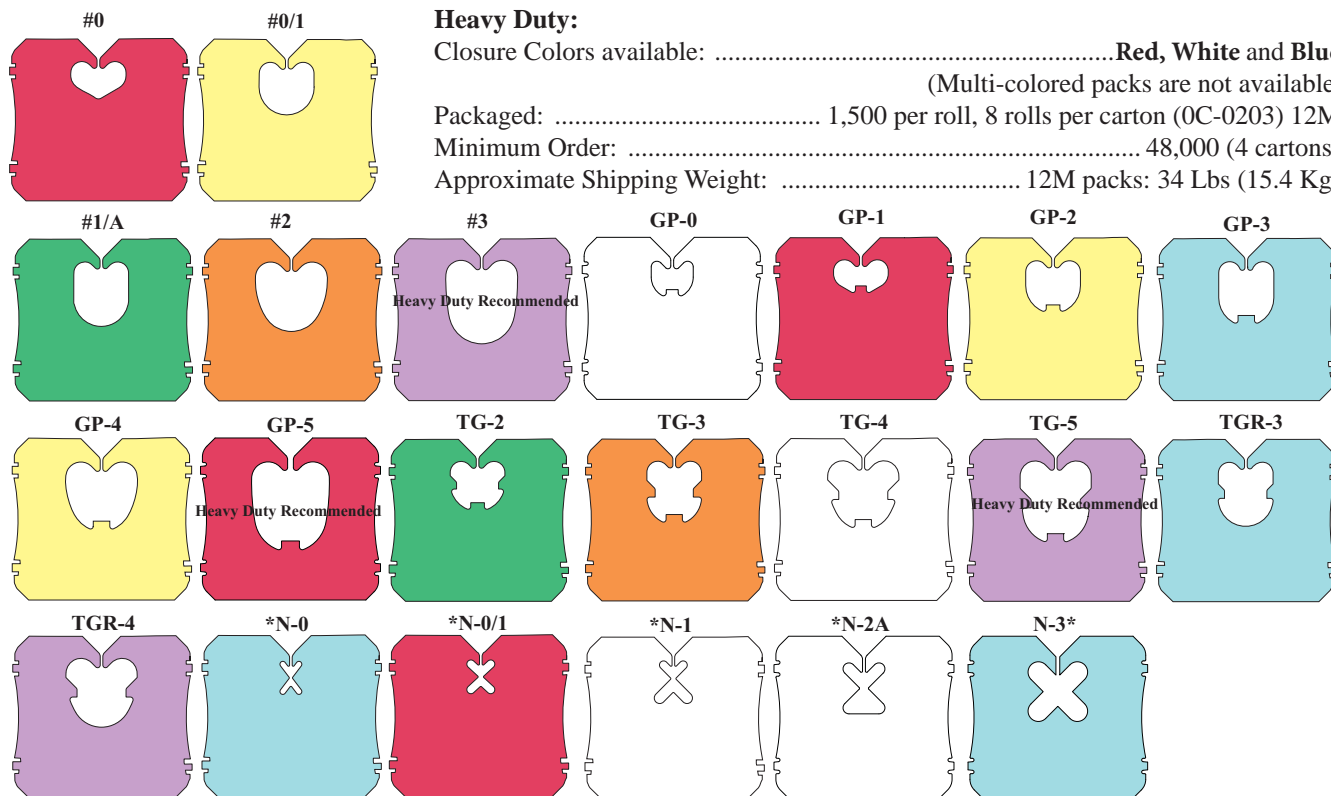 #0 #0/1
Heavy Duty:
Closure Colors available: ................................................................ Red, White and Blue
(Multi-colored packs are not available
Packaged: ........................................... 1,500 per roll, 8 rolls per carton (0C-0203) 12M
Minimum Order: ................................................................................... 48,000 (4 cartons
Approximate Shipping Weight: ....................................... 12M packs: 34 Lbs (15.4 Kg
#1/A #2 #3 GP-0 GP-1 GP-2 GP-3
Heavy Duty Recommended
GP-4 GP-5 TG-2 TG-3 TG-4 TG-5 TGR-3
Heavy Duty Recommended Heavy Duty Recommended
TGR-4 *N-0 *N-0/1 *N-1 *N-2A N-3*